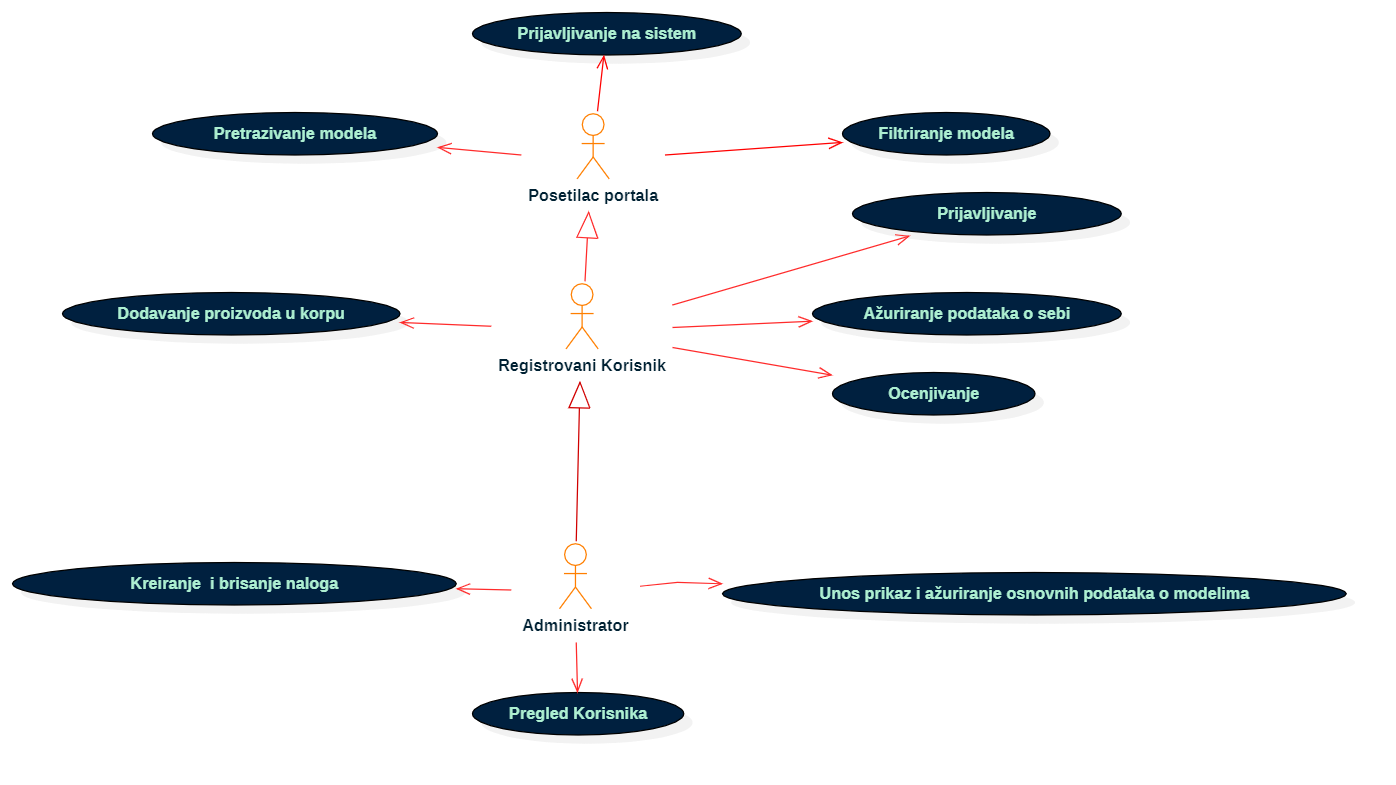 Prijavljivanje na sistem
Pretrazivanje modela
Filtriranje modela
Posetilac portala
Prijavljivanje
Dodavanje proizvoda u korpu
Ažuriranje podataka o sebi
Registrovani Korisnik
Ocenjivanje
Kreiranje  i brisanje naloga
Unos prikaz i ažuriranje osnovnih podataka o modelima
Administrator
Pregled Korisnika